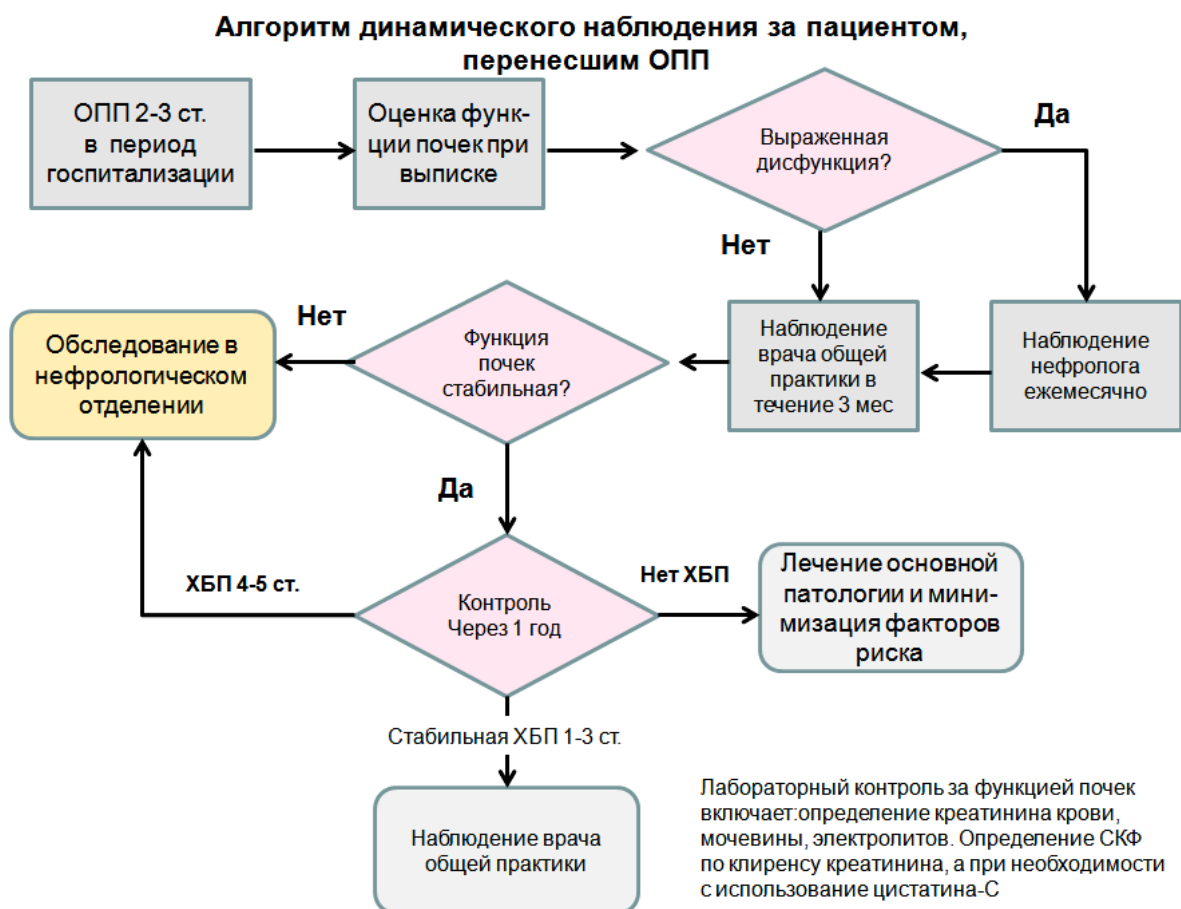 Алгоритм динамического наблюдения за пациентом,
перенесшим ОПП
ОПП 2-3 ст.
в период
госпитализации
Оценка функ-
ции почек при
выписке
Выраженная
дисфункция?
Да
Нет
Наблюдение
нефролога
ежемесячно
Наблюдение
врача общей
практики в
течение 3 мес
Функция
почек
стабильная?
Нет
Обследование в
нефрологическом
отделении
Да
Контроль
Через 1 год
ХБП 4-5 ст.
Нет ХБП
Лечение основной
патологии и мини-
мизация факторов
риска
Стабильная ХБП 1-3 ст.
Наблюдение врача
общей практики
Лабораторный контроль за функцией почек
включает:определение креатинина крови,
мочевины, электролитов. Определение СКФ
по клиренсу креатинина, а при необходимости
с использование цистатина-С